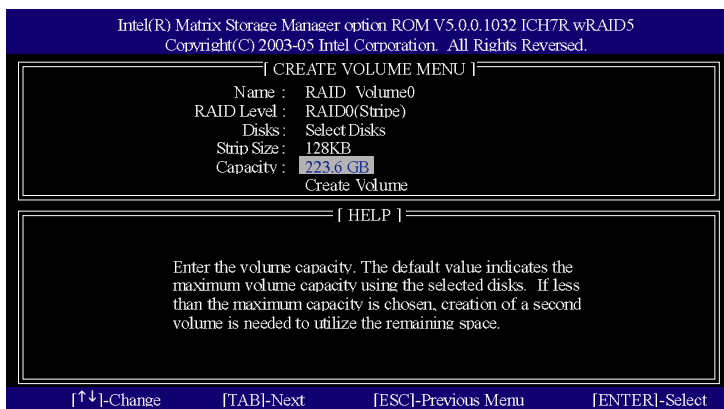 Intel(R) Matrix Storage Manager option ROM V5.0.0.1032 ICH7R wRAID5
Copyright(C) 2003-05 Intel Corporation. All Rights Reversed.
[ CREATE VOLUME MENU ]
Name : RAID_Volume0
RAID Level : RAID0(Stripe)
Disks : Select Disks
Strip Size : 128KB
Capacity : 223.6 GB
Create Volume
[ HELP ]
Enter the volume capacity. The default value indicates the
maximum volume capacity using the selected disks. If less
than the maximum capacity is chosen, creation of a second
volume is needed to utilize the remaining space.
[↑↓]-Change [TAB]-Next [ESC]-Previous Menu [ENTER]-Select